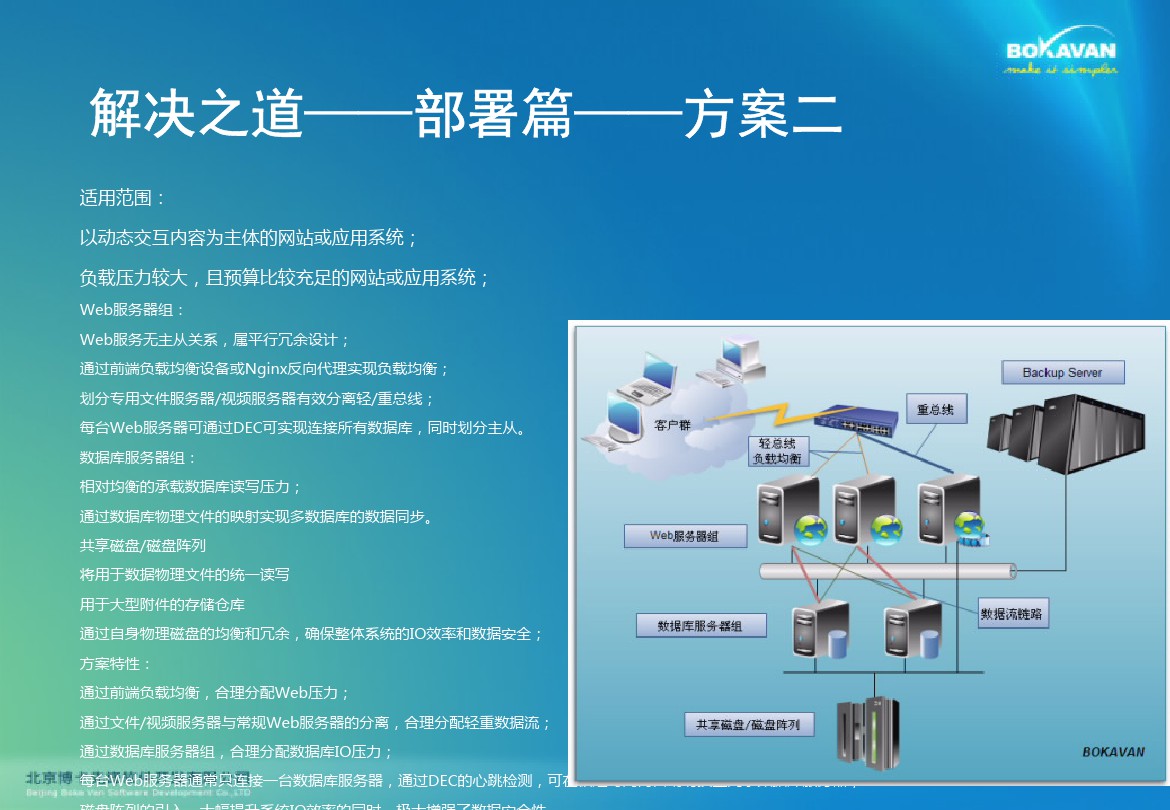 BOKAVAN
make it simpler
解决之道——部署篇——方案二
适用范围：
以动态交互内容为主体的网站或应用系统；
负载压力较大，且预算比较充足的网站或应用系统；
Web服务器组：
Web服务无主从关系，属平行冗余设计；
通过前端负载均衡设备或Nginx反向代理实现负载均衡；
划分专用文件服务器/视频服务器有效分离轻/重总线；
每台Web服务器可通过DEC可实现连接所有数据库，同时划分主从。
数据库服务器组：
相对均衡的承载数据库读写压力；
通过数据库物理文件的映射实现多数据库的数据同步。
共享磁盘/磁盘阵列
将用于数据物理文件的统一读写
用于大型附件的存储仓库
通过自身物理磁盘的均衡和冗余，确保整体系统的IO效率和数据安全；
方案特性：
通过前端负载均衡，合理分配Web压力；
通过文件/视频服务器与常规Web服务器的分离，合理分配轻重数据流；
通过数据库服务器组，合理分配数据库IO压力；
每台Web服务器通常只连接一台数据库服务器，通过DEC的心跳检测，可在
磁盘阵列的引入，大幅提升系统IO效率的同时，极大增强了数据安全性
客户群
重总线
Backup Server
轻总线
负载均衡
Web服务器组
数据库服务器组
数据流链路
共享磁盘/磁盘阵列
BOKAVAN
北京博
Beijing Boka Van Software Development Co.,LTD